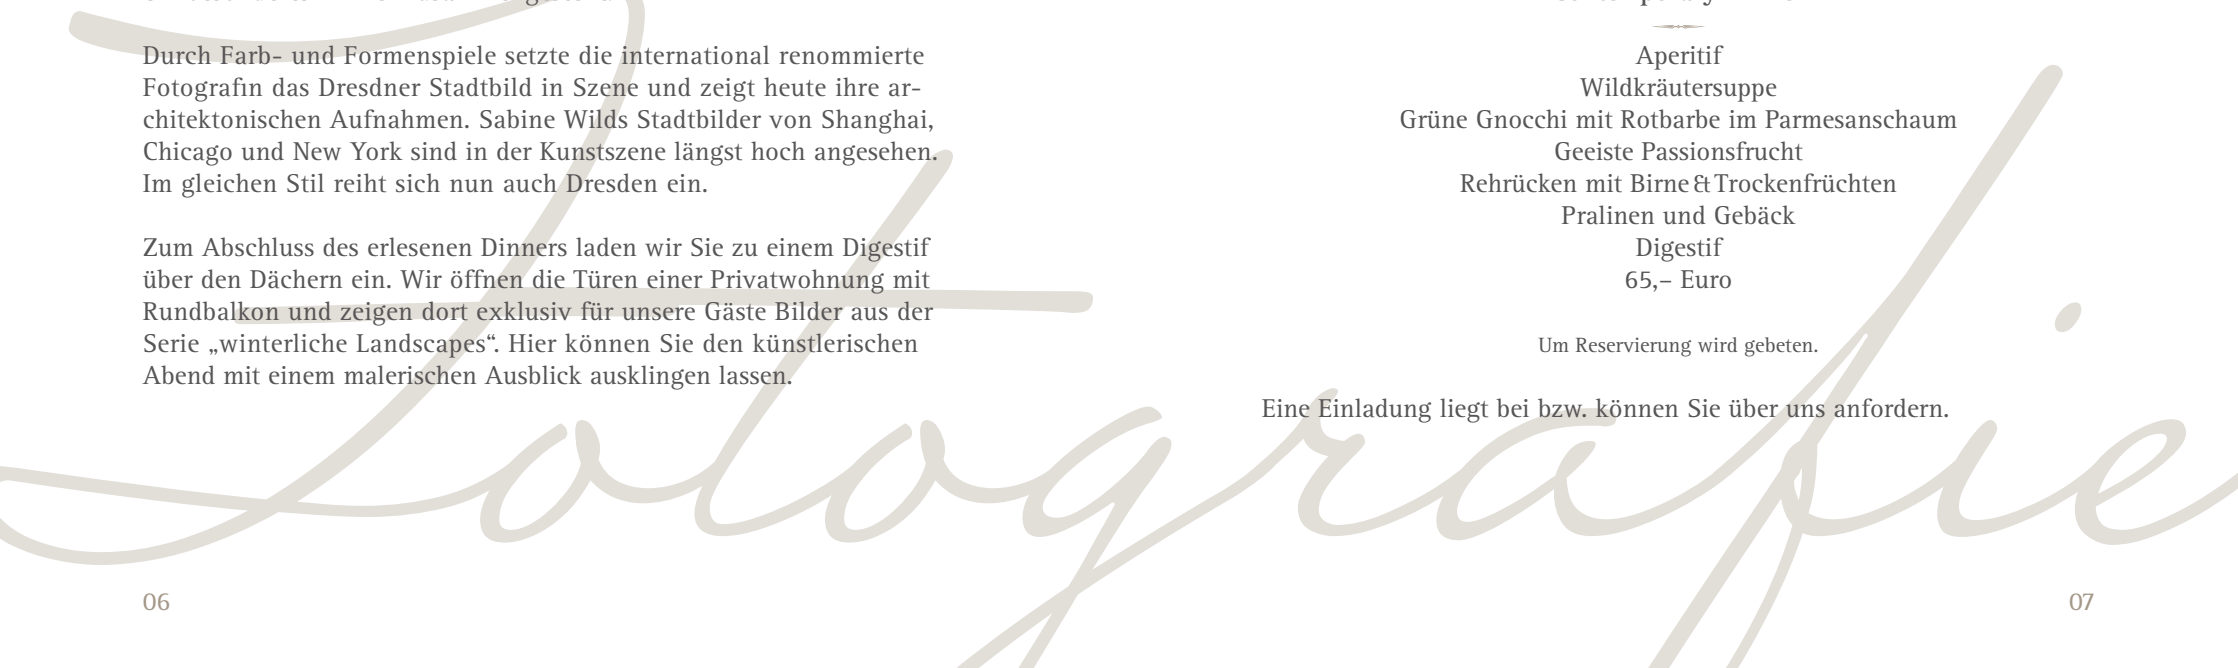 Durch Farb- und Formenspiele setzte die international renommierte
Fotografin das Dresdner Stadtbild in Szene und zeigt heute ihre ar-
chitektonischen Aufnahmen. Sabine Wilds Stadtbilder von Shanghai,
Chicago und New York sind in der Kunstszene längst hoch angesehen.
Im gleichen Stil reiht sich nun auch Dresden ein.
Zum Abschluss des erlesenen Dinners laden wir Sie zu einem Digestif
über den Dächern ein. Wir öffnen die Türen einer Privatwohnung mit
Rundbalkon und zeigen dort exklusiv für unsere Gäste Bilder aus der
Serie „winterliche Landscapes“. Hier können Sie den künstlerischen
Abend mit einem malerischen Ausblick ausklingen lassen.
Aperitif
Wildkräutersuppe
Grüne Gnocchi mit Rotbarbe im Parmesanschaum
Geeiste Passionsfrucht
Rehrücken mit Birne & Trockenfrüchten
Pralinen und Gebäck
Digestif
65,– Euro
Um Reservierung wird gebeten.
Eine Einladung liegt bei bzw. können Sie über uns anfordern.
Fotografie
06
07